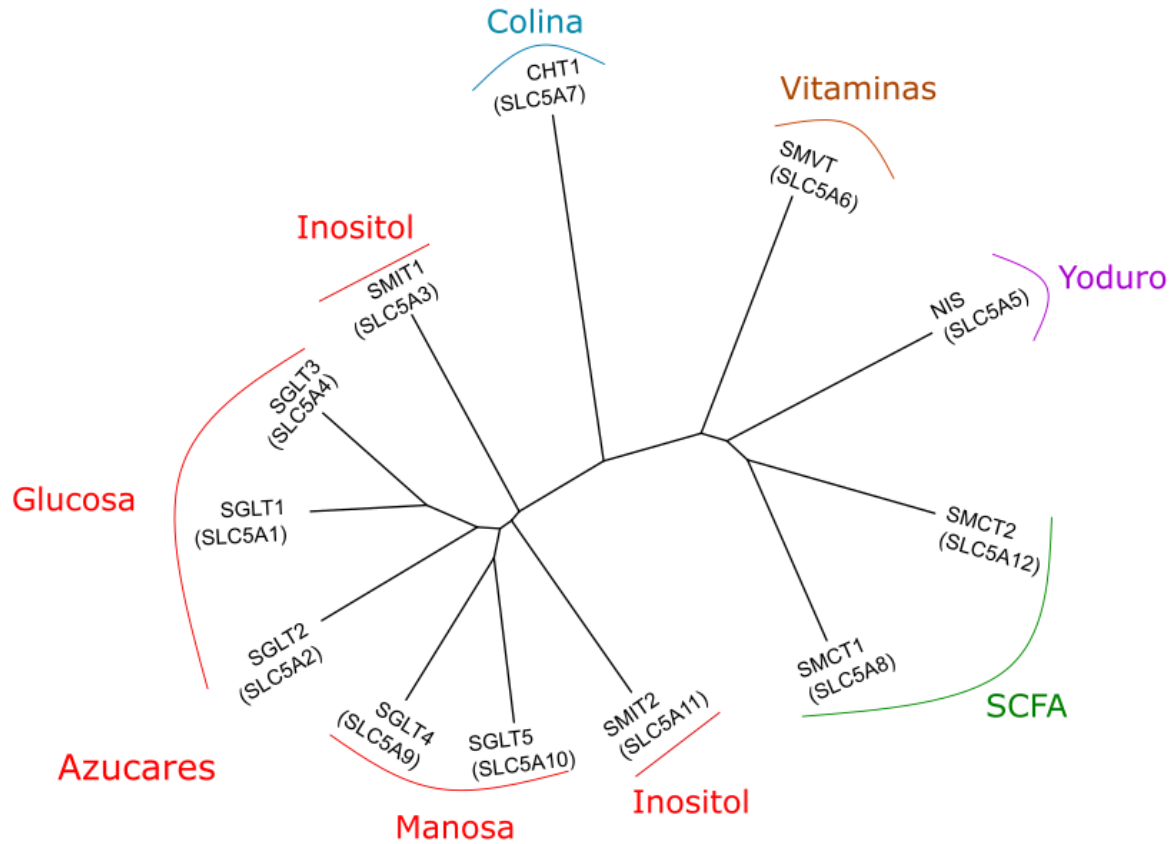 Colina
CHT1
(SLC5A7)
Vitaminas
SMVT
(SLC5A6)
Inositol
SMIT1
(SLC5A3)
Yoduro
NIS
(SLC5A5)
SGLT3
(SLC5A4)
Glucosa
SGLT1
(SLC5A1)
SMCT2
(SLC5A12)
SGLT2
(SLC5A2)
SMCT1
(SLC5A8)
SCFA
SGLT4
(SLC5A9)
SGLT5
(SLC5A10)
SMIT2
(SLC5A11)
Azucares
Manosa
Inositol